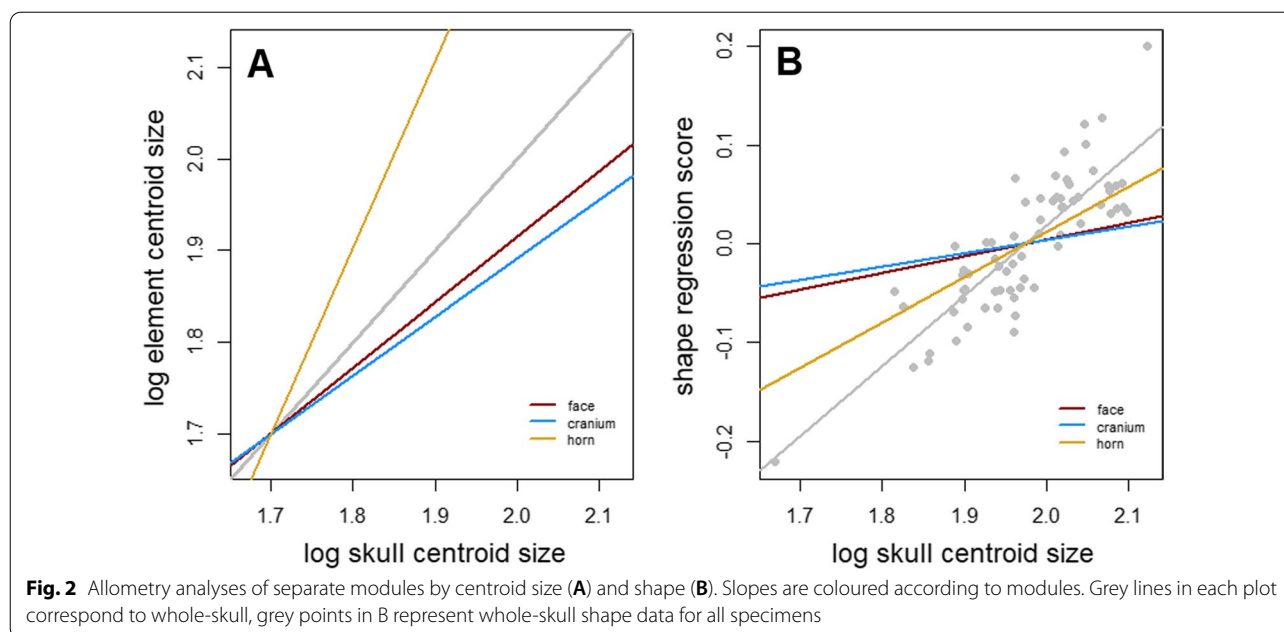 A
log element centroid size
2.1
2.0
1.9
1.8
1.7
face
cranium
horn
1.7 1.8 1.9 2.0 2.1
log skull centroid size
B
shape regression score
0.2
0.1
0.0
-0.1
-0.2
face
cranium
horn
1.7 1.8 1.9 2.0 2.1
log skull centroid size
Fig. 2 Allometry analyses of separate modules by centroid size (A) and shape (B). Slopes are coloured according to modules. Grey lines in each plot
correspond to whole-skull, grey points in B represent whole-skull shape data for all specimens